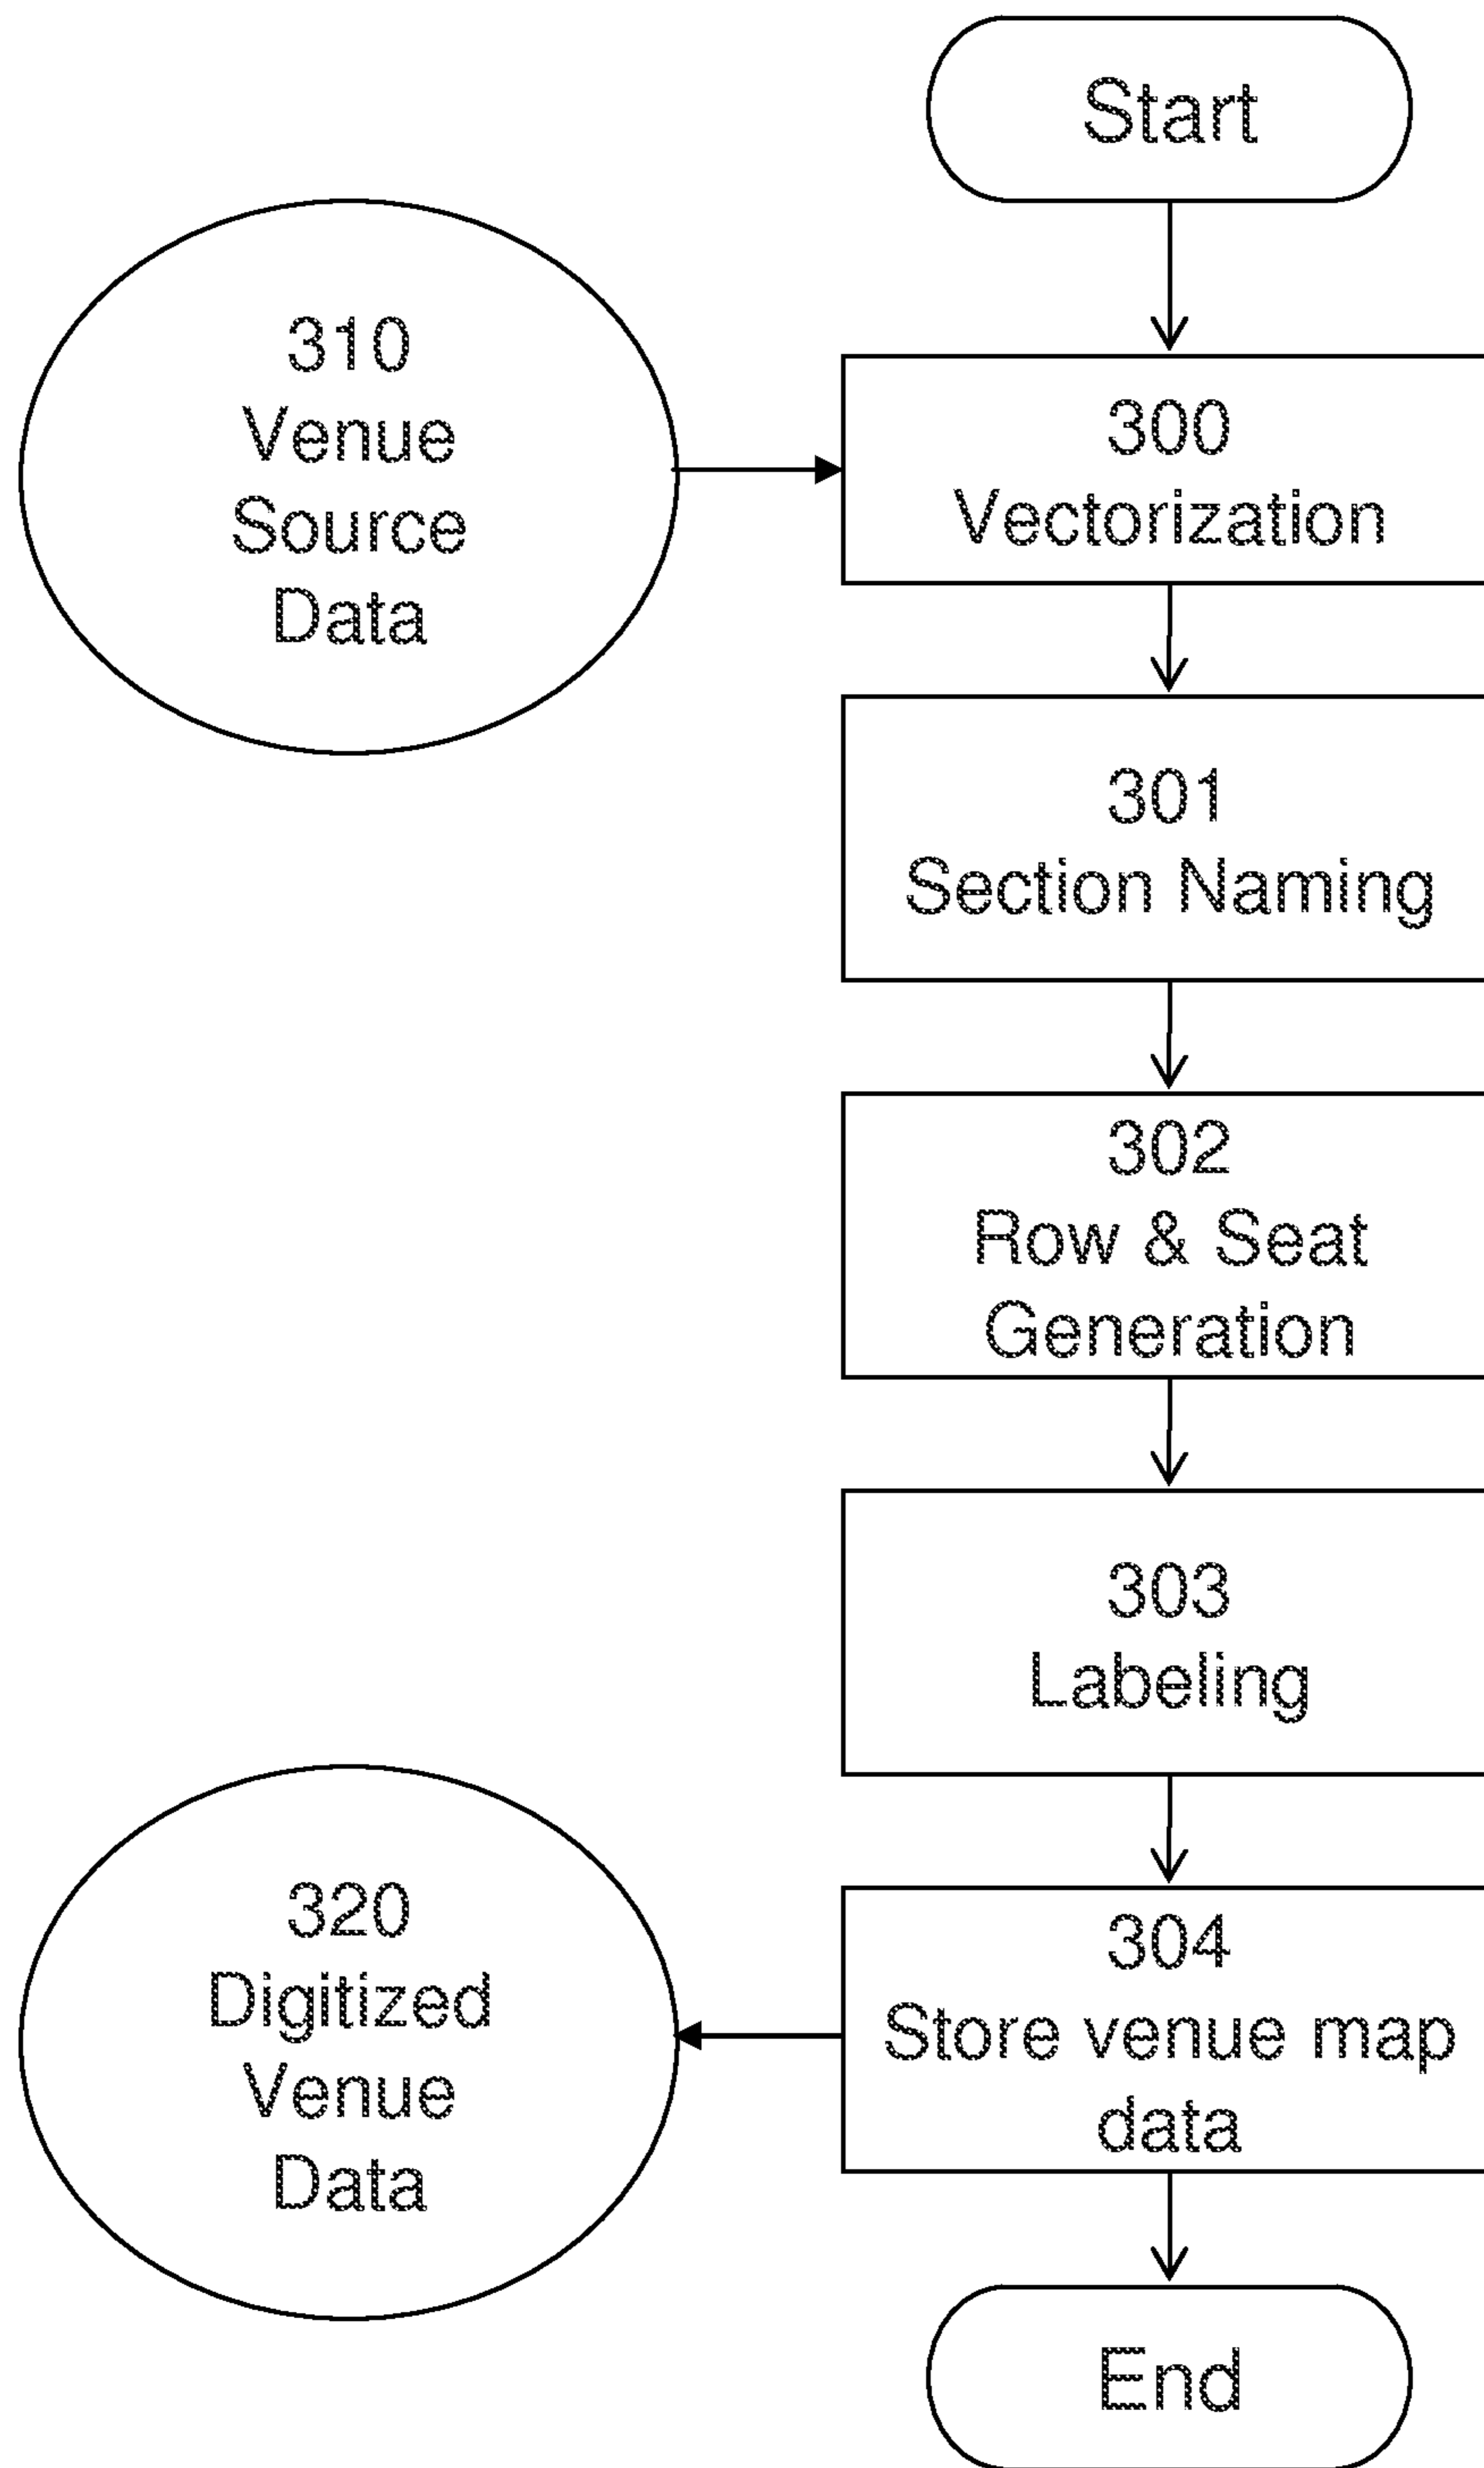 Start
310
Venue
Source
Data
300
Vectorization
301
Section Naming
302
Row & Seat
Generation
303
Labeling
320
Digitized
Venue
Data
304
Store venue map
data
End